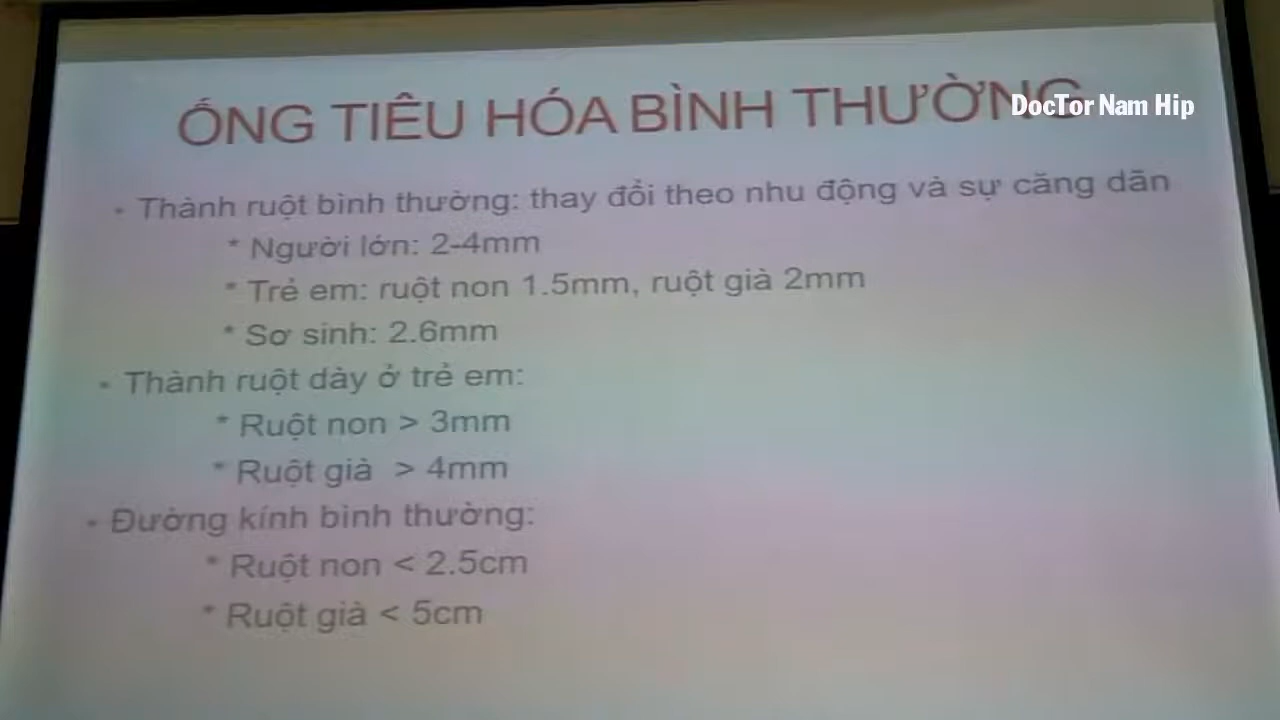 ỐNG TIÊU HÓA BÌNH THƯỜNG
DocTor Nam Hip
• Thành ruột bình thường: thay đổi theo nhu động và sự căng dãn
* Người lớn: 2-4mm
* Trẻ em: ruột non 1.5mm, ruột già 2mm
* Sơ sinh: 2.6mm
• Thành ruột dày ở trẻ em:
* Ruột non > 3mm
* Ruột già > 4mm
• Đường kính bình thường:
* Ruột non < 2.5cm
* Ruột già < 5cm